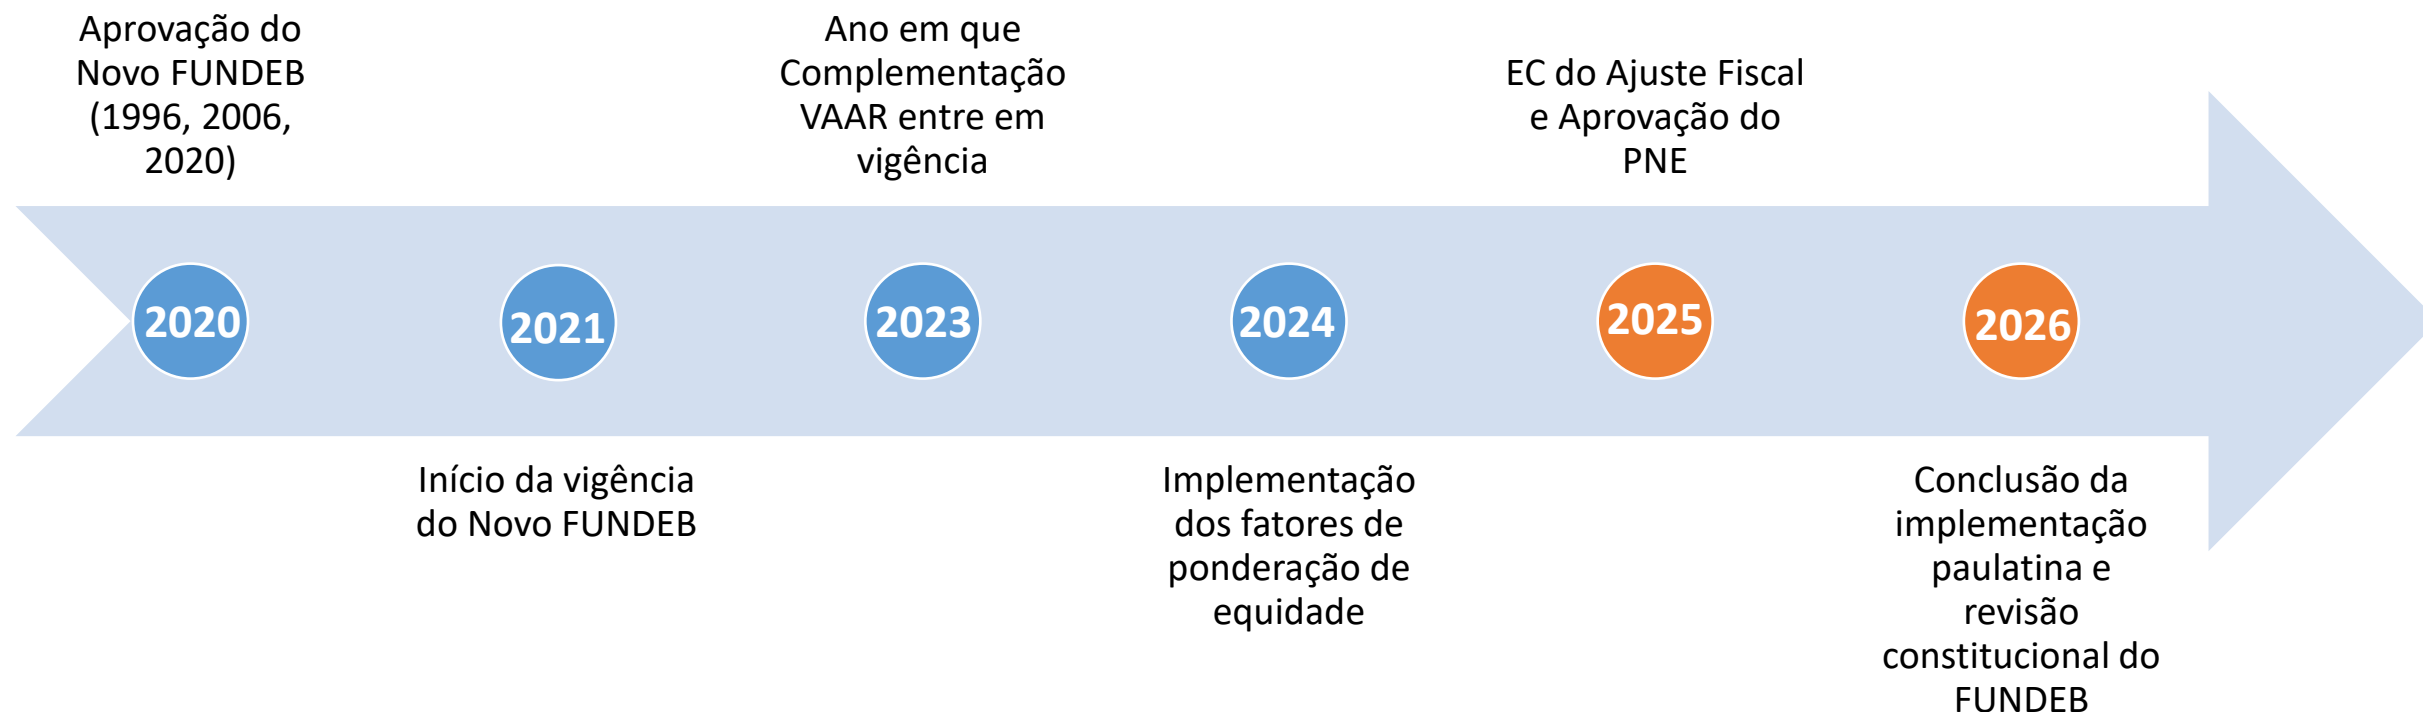 Aprovação do
Novo FUNDEB
(1996, 2006,
2020)
Ano em que
Complementação
VAAR entre em
vigência
EC do Ajuste Fiscal
e Aprovação do
PNE
2020
2021
2023
2024
2025
2026
Início da vigência
do Novo FUNDEB
Implementação
dos fatores de
ponderação de
equidade
Conclusão da
implementação
paulatina e
revisão
constitucional do
FUNDEB